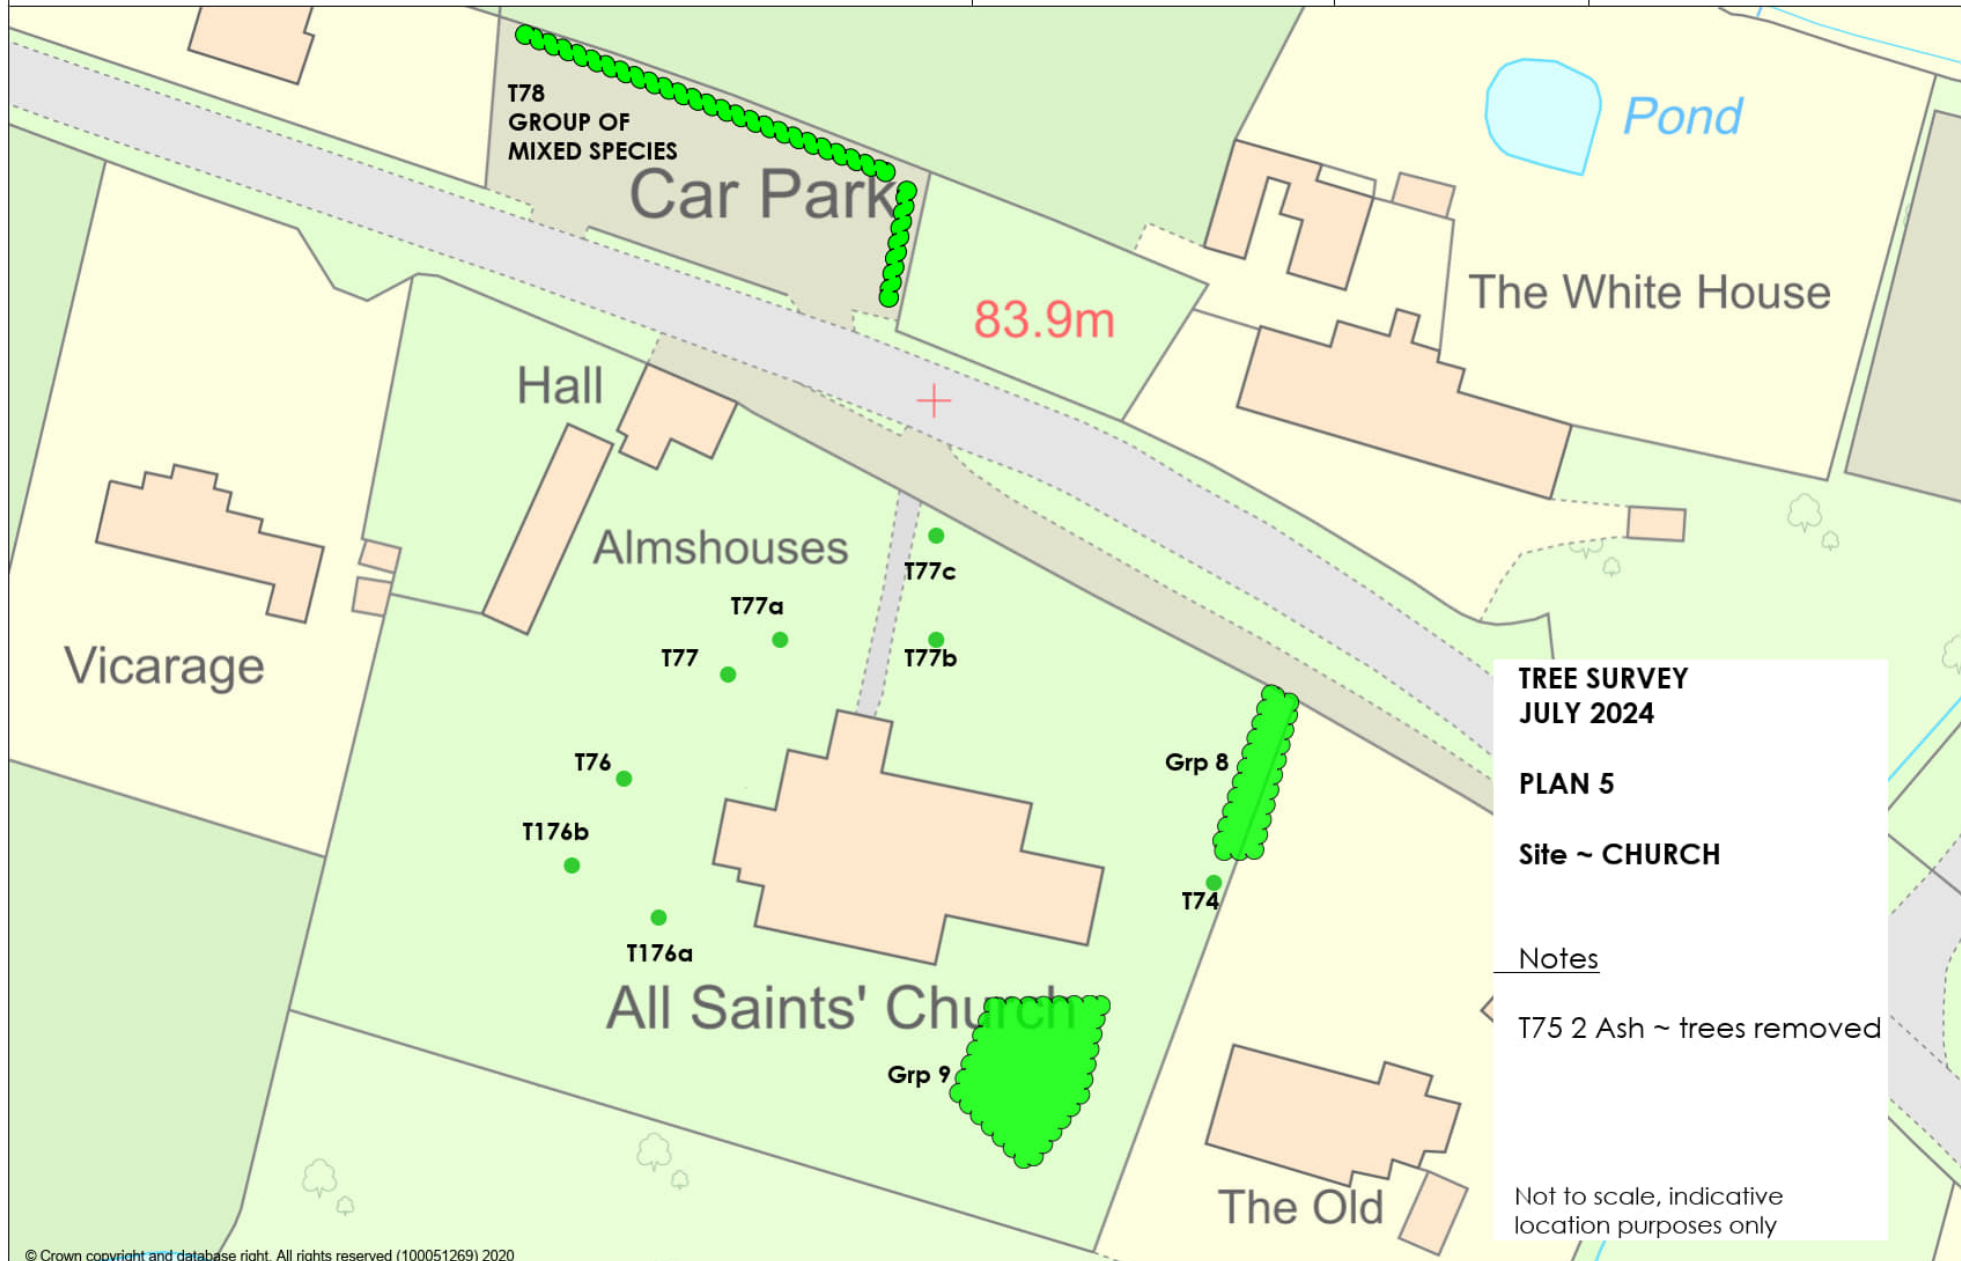 T78
GROUP OF
MIXED SPECIES
Car Park
Pond
The White House
83.9m
Hall
Almshouses
T77c
T77a
T77
T77b
Vicarage
TREE SURVEY
JULY 2024
PLAN 5
Site ~ CHURCH
Notes
T75 2 Ash ~ trees removed
Not to scale, indicative
location purposes only
Grp 8
T76
T176b
T74
T176a
All Saints' Church
Grp 9
The Old
© Crown copyright and database right. All rights reserved (100051269) 2020